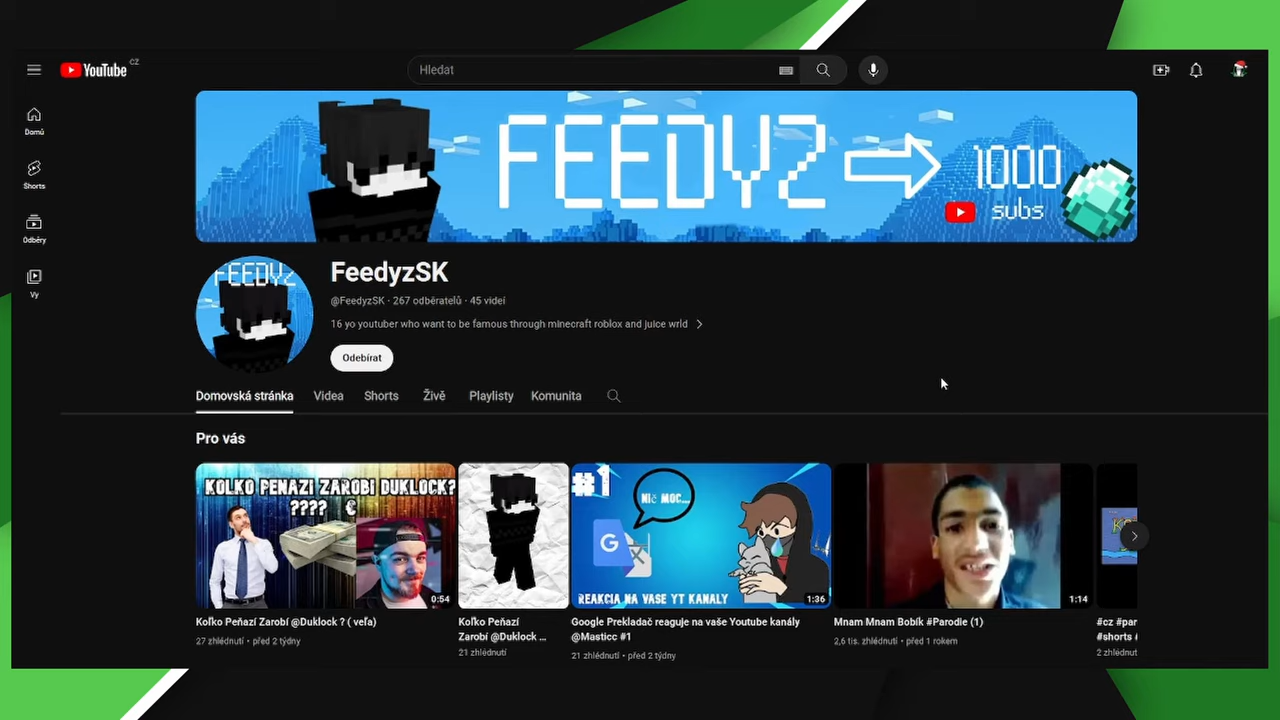 YouTube CZ
Hledat
Domů
Shorts
Odběry
Vy
FEEDYZ
1000
subs
FEEDYZ
FeedyzSK
@FeedyzSK · 267 odběratelů · 45 videí
16 yo youtuber who want to be famous through minecraft roblox and juice wrld
Odebírat
Domovská stránka Videa Shorts Živě Playlisty Komunita
Pro vás
KOLKO PENAZI ZAROBI DUKLOCK?
???? €
0:54
#1
NIČ MOC...
G
REAKCIA NA VASE YT KANALY
1:36
1:14
Koľko Peňazí Zarobí @Duklock ? ( veľa)
27 zhlédnutí • před 2 týdny
Koľko Peňazí
Zarobí @Duklock ...
21 zhlédnutí
Google Prekladač reaguje na vaše Youtube kanály
@Masticc #1
21 zhlédnutí • před 2 týdny
Mnam Mnam Bobík #Parodie (1)
2,6 tis. zhlédnutí • před 1 rokem
#cz #par
#shorts #
2 zhlédnut